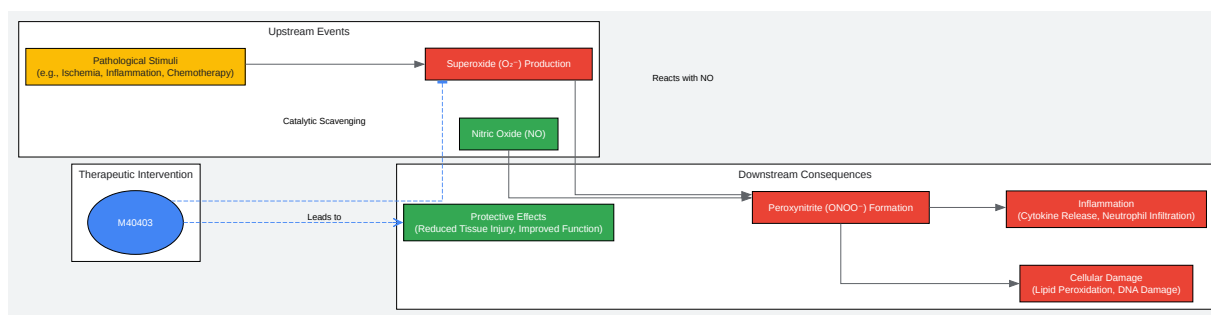 Upstream Events
Pathological Stimuli
(e.g., Ischemia, Inflammation, Chemotherapy)
Superoxide (O₂⁻) Production
Reacts with NO
Catalytic Scavenging
Nitric Oxide (NO)
Therapeutic Intervention
M40403
Leads to
Downstream Consequences
Protective Effects
(Reduced Tissue Injury, Improved Function)
Peroxynitrite (ONOO⁻) Formation
Inflammation
(Cytokine Release, Neutrophil Infiltration)
Cellular Damage
(Lipid Peroxidation, DNA Damage)